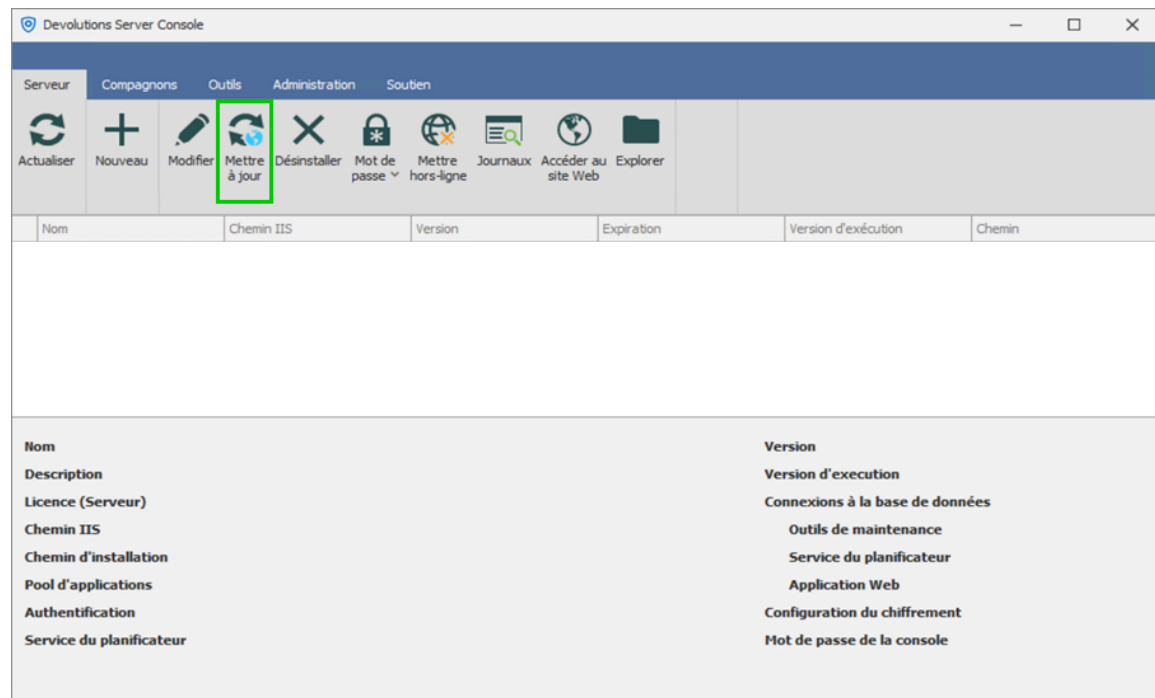 Devolutions Server Console
Serveur Compagnons Outils Administration Soutien
Actualiser Nouveau Modifier Mettre à jour Désinstaller Mot de passe Mettre hors-ligne Journaux Accéder au site Web Explorer
Nom Chemin IIS Version Expiration Version d'exécution Chemin
Nom
Description
Licence (Serveur)
Chemin IIS
Chemin d'installation
Pool d'applications
Authentification
Service du planificateur
Version
Version d'execution
Connexions à la base de données
Outils de maintenance
Service du planificateur
Application Web
Configuration du chiffrement
Mot de passe de la console